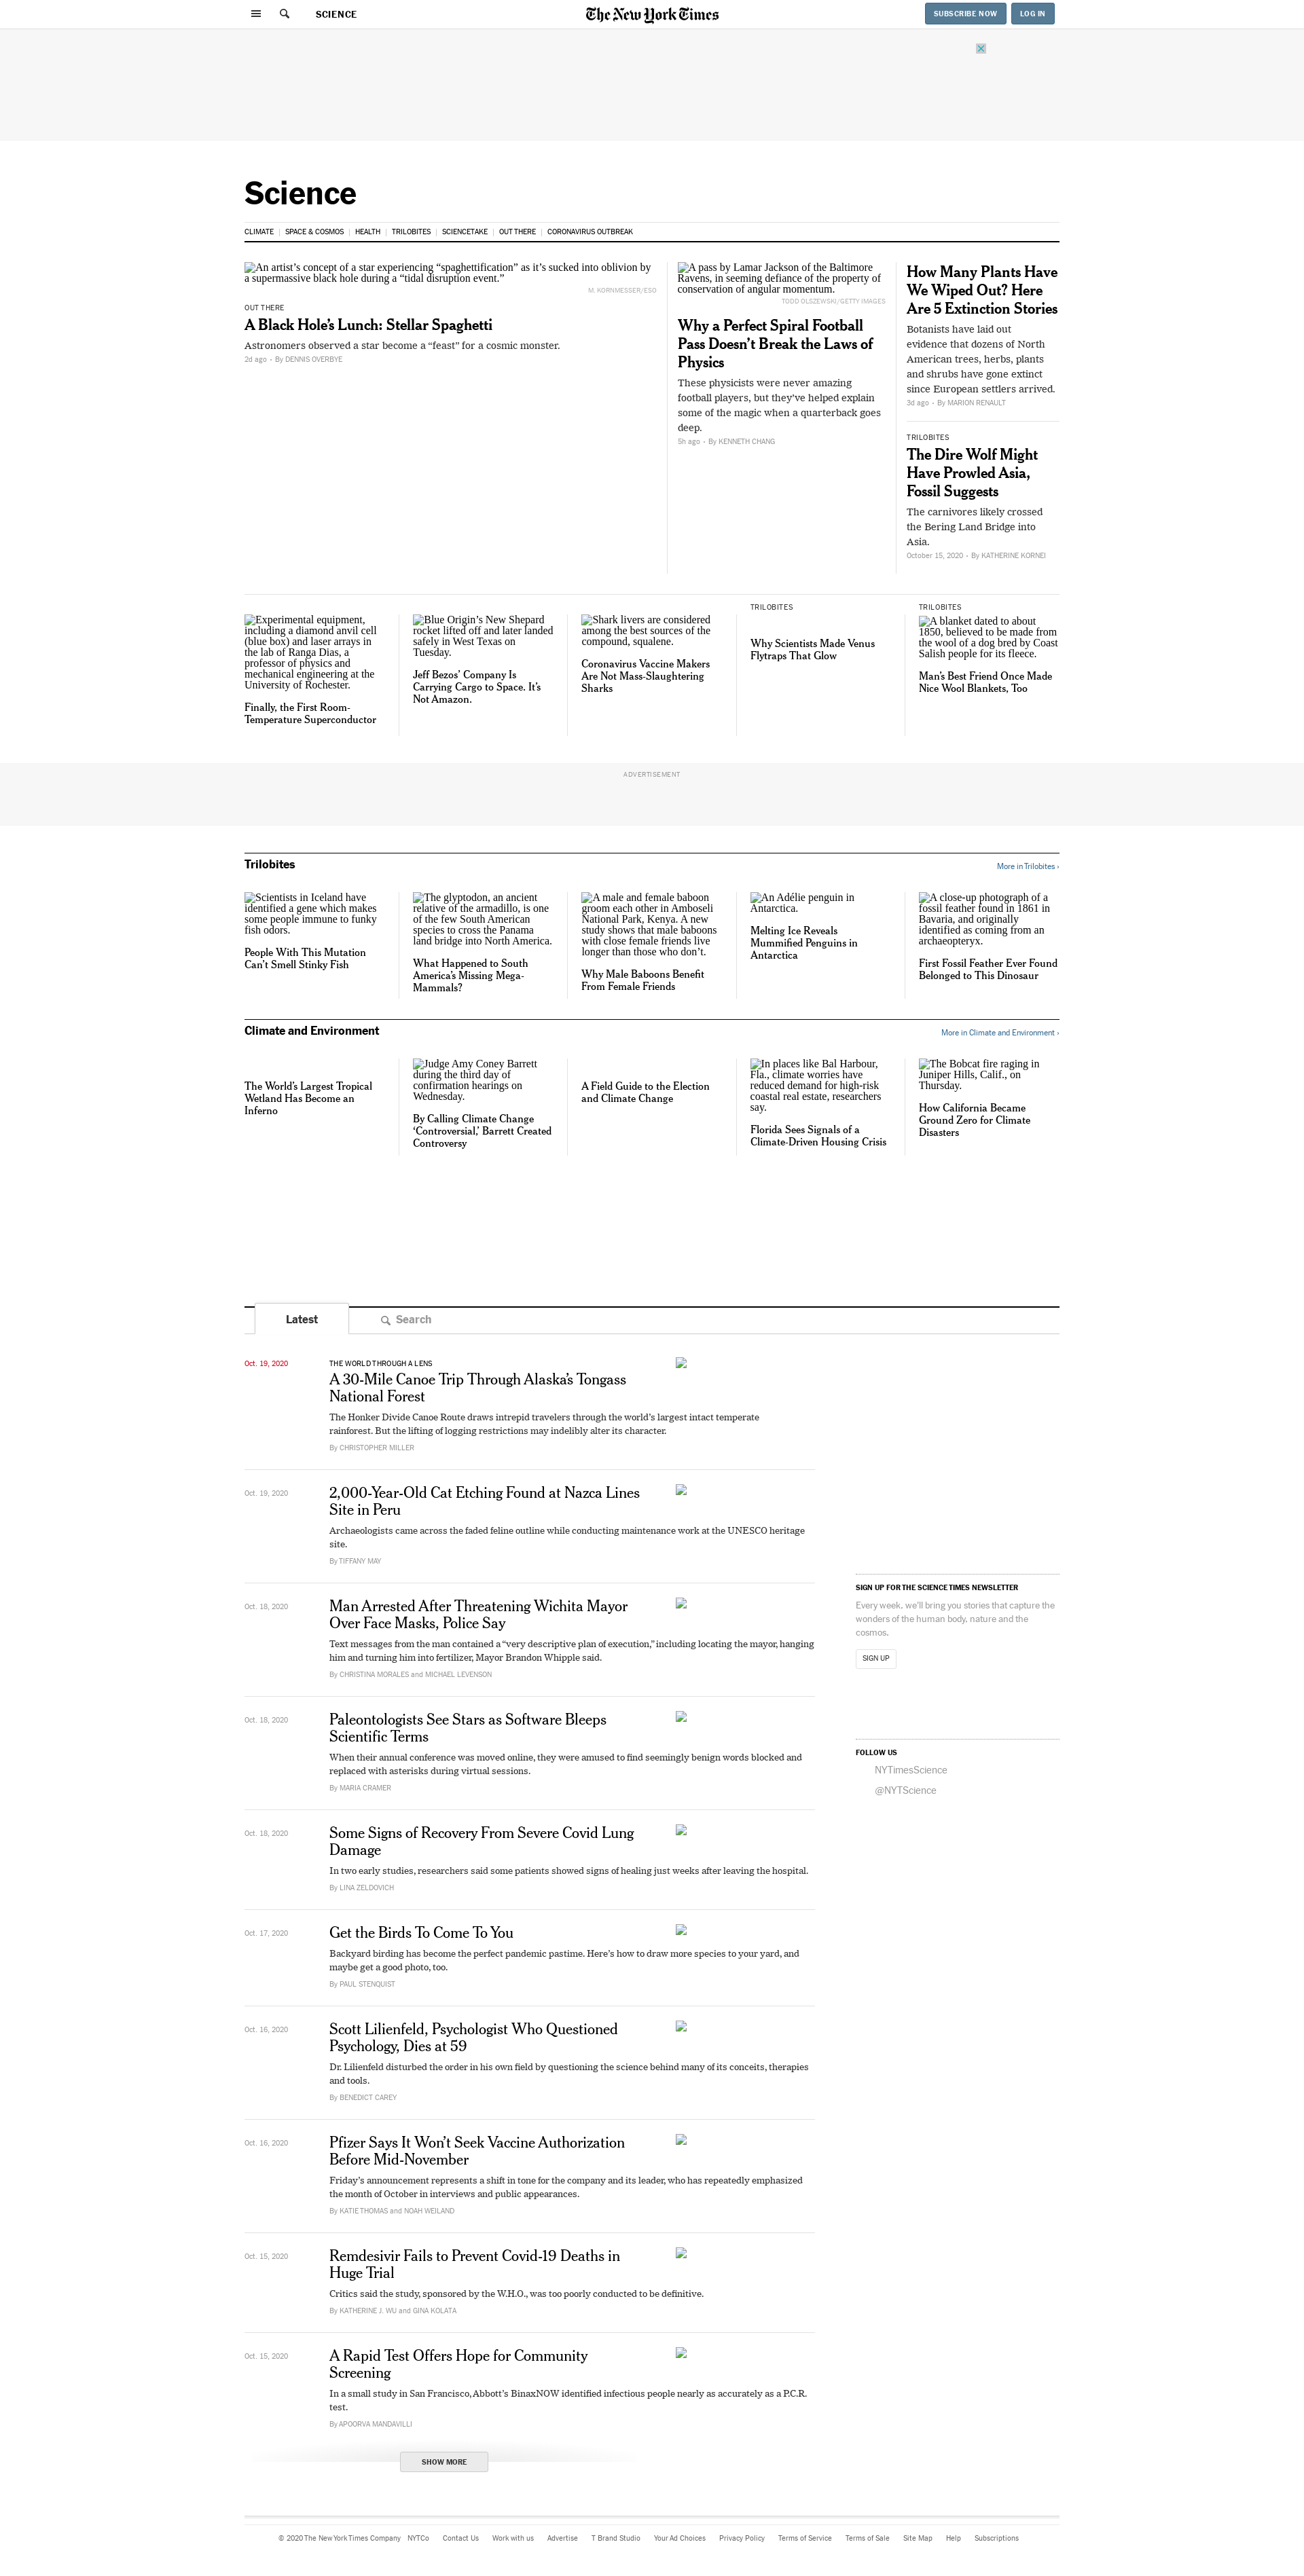 SCIENCE
The New York Times
SUBSCRIBE NOW
LOG IN
Science
CLIMATE
SPACE & COSMOS
HEALTH
TRILOBITES
SCIENCETAKE
OUT THERE
CORONAVIRUS OUTBREAK
An artist’s concept of a star experiencing “spaghettification” as it’s sucked into oblivion by
a supermassive black hole during a “tidal disruption event.”
M. KORNMESSER/ESO
OUT THERE
A Black Hole’s Lunch: Stellar Spaghetti
Astronomers observed a star become a “feast” for a cosmic monster.
2d ago • By DENNIS OVERBYE
A pass by Lamar Jackson of the Baltimore
Ravens, in seeming defiance of the property of
conservation of angular momentum.
TODD OLSZEWSKI/GETTY IMAGES
Why a Perfect Spiral Football
Pass Doesn’t Break the Laws of
Physics
These physicists were never amazing
football players, but they’ve helped explain
some of the magic when a quarterback goes
deep.
5h ago • By KENNETH CHANG
How Many Plants Have
We Wiped Out? Here
Are 5 Extinction Stories
Botanists have laid out
evidence that dozens of North
American trees, herbs, plants
and shrubs have gone extinct
since European settlers arrived.
3d ago • By MARION RENAULT
TRILOBITES
The Dire Wolf Might
Have Prowled Asia,
Fossil Suggests
The carnivores likely crossed
the Bering Land Bridge into
Asia.
October 15, 2020 • By KATHERINE KORNEI
Experimental equipment,
including a diamond anvil cell
(blue box) and laser arrays in
the lab of Ranga Dias, a
professor of physics and
mechanical engineering at the
University of Rochester.
Finally, the First Room-
Temperature Superconductor
Blue Origin’s New Shepard
rocket lifted off and later landed
safely in West Texas on
Tuesday.
Jeff Bezos’ Company Is
Carrying Cargo to Space. It’s
Not Amazon.
Shark livers are considered
among the best sources of the
compound, squalene.
Coronavirus Vaccine Makers
Are Not Mass-Slaughtering
Sharks
TRILOBITES
Why Scientists Made Venus
Flytraps That Glow
TRILOBITES
A blanket dated to about
1850, believed to be made from
the wool of a dog bred by Coast
Salish people for its fleece.
Man’s Best Friend Once Made
Nice Wool Blankets, Too
ADVERTISEMENT
Trilobites
More in Trilobites ›
Scientists in Iceland have
identified a gene which makes
some people immune to funky
fish odors.
People With This Mutation
Can’t Smell Stinky Fish
The glyptodon, an ancient
relative of the armadillo, is one
of the few South American
species to cross the Panama
land bridge into North America.
What Happened to South
America’s Missing Mega-
Mammals?
A male and female baboon
groom each other in Amboseli
National Park, Kenya. A new
study shows that male baboons
with close female friends live
longer than those who don’t.
Why Male Baboons Benefit
From Female Friends
An Adélie penguin in
Antarctica.
Melting Ice Reveals
Mummified Penguins in
Antarctica
A close-up photograph of a
fossil feather found in 1861 in
Bavaria, and originally
identified as coming from an
archaeopteryx.
First Fossil Feather Ever Found
Belonged to This Dinosaur
Climate and Environment
More in Climate and Environment ›
The World’s Largest Tropical
Wetland Has Become an
Inferno
Judge Amy Coney Barrett
during the third day of
confirmation hearings on
Wednesday.
By Calling Climate Change
‘Controversial,’ Barrett Created
Controversy
A Field Guide to the Election
and Climate Change
In places like Bal Harbour,
Fla., climate worries have
reduced demand for high-risk
coastal real estate, researchers
say.
Florida Sees Signals of a
Climate-Driven Housing Crisis
The Bobcat fire raging in
Juniper Hills, Calif., on
Thursday.
How California Became
Ground Zero for Climate
Disasters
Latest
Search
Oct. 19, 2020
THE WORLD THROUGH A LENS
A 30-Mile Canoe Trip Through Alaska’s Tongass
National Forest
The Honker Divide Canoe Route draws intrepid travelers through the world’s largest intact temperate
rainforest. But the lifting of logging restrictions may indelibly alter its character.
By CHRISTOPHER MILLER
Oct. 19, 2020
2,000-Year-Old Cat Etching Found at Nazca Lines
Site in Peru
Archaeologists came across the faded feline outline while conducting maintenance work at the UNESCO heritage
site.
By TIFFANY MAY
Oct. 18, 2020
Man Arrested After Threatening Wichita Mayor
Over Face Masks, Police Say
Text messages from the man contained a “very descriptive plan of execution,” including locating the mayor, hanging
him and turning him into fertilizer, Mayor Brandon Whipple said.
By CHRISTINA MORALES and MICHAEL LEVENSON
Oct. 18, 2020
Paleontologists See Stars as Software Bleeps
Scientific Terms
When their annual conference was moved online, they were amused to find seemingly benign words blocked and
replaced with asterisks during virtual sessions.
By MARIA CRAMER
Oct. 18, 2020
Some Signs of Recovery From Severe Covid Lung
Damage
In two early studies, researchers said some patients showed signs of healing just weeks after leaving the hospital.
By LINA ZELDOVICH
Oct. 17, 2020
Get the Birds To Come To You
Backyard birding has become the perfect pandemic pastime. Here’s how to draw more species to your yard, and
maybe get a good photo, too.
By PAUL STENQUIST
Oct. 16, 2020
Scott Lilienfeld, Psychologist Who Questioned
Psychology, Dies at 59
Dr. Lilienfeld disturbed the order in his own field by questioning the science behind many of its conceits, therapies
and tools.
By BENEDICT CAREY
Oct. 16, 2020
Pfizer Says It Won’t Seek Vaccine Authorization
Before Mid-November
Friday’s announcement represents a shift in tone for the company and its leader, who has repeatedly emphasized
the month of October in interviews and public appearances.
By KATIE THOMAS and NOAH WEILAND
Oct. 15, 2020
Remdesivir Fails to Prevent Covid-19 Deaths in
Huge Trial
Critics said the study, sponsored by the W.H.O., was too poorly conducted to be definitive.
By KATHERINE J. WU and GINA KOLATA
Oct. 15, 2020
A Rapid Test Offers Hope for Community
Screening
In a small study in San Francisco, Abbott’s BinaxNOW identified infectious people nearly as accurately as a P.C.R.
test.
By APOORVA MANDAVILLI
SHOW MORE
SIGN UP FOR THE SCIENCE TIMES NEWSLETTER
Every week, we’ll bring you stories that capture the
wonders of the human body, nature and the
cosmos.
SIGN UP
FOLLOW US
NYTimesScience
@NYTScience
© 2020 The New York Times Company
NYTCo
Contact Us
Work with us
Advertise
T Brand Studio
Your Ad Choices
Privacy Policy
Terms of Service
Terms of Sale
Site Map
Help
Subscriptions